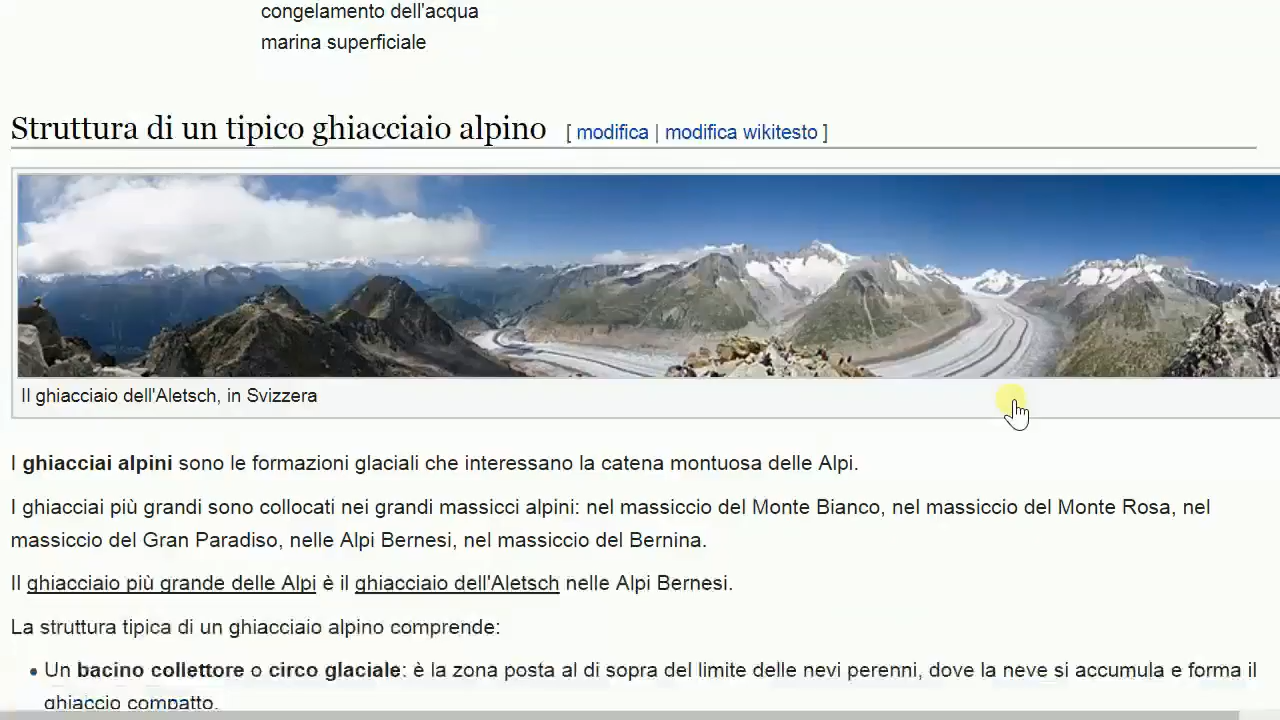 congelamento dell'acqua
marina superficiale
Struttura di un tipico ghiacciaio alpino [ modifica | modifica wikitesto ]
Il ghiacciaio dell'Aletsch, in Svizzera
I ghiacciai alpini sono le formazioni glaciali che interessano la catena montuosa delle Alpi.
I ghiacciai più grandi sono collocati nei grandi massicci alpini: nel massiccio del Monte Bianco, nel massiccio del Monte Rosa, nel
massiccio del Gran Paradiso, nelle Alpi Bernesi, nel massiccio del Bernina.
Il ghiacciaio più grande delle Alpi è il ghiacciaio dell'Aletsch nelle Alpi Bernesi.
La struttura tipica di un ghiacciaio alpino comprende:
• Un bacino collettore o circo glaciale: è la zona posta al di sopra del limite delle nevi perenni, dove la neve si accumula e forma il
ghiaccio compatto.